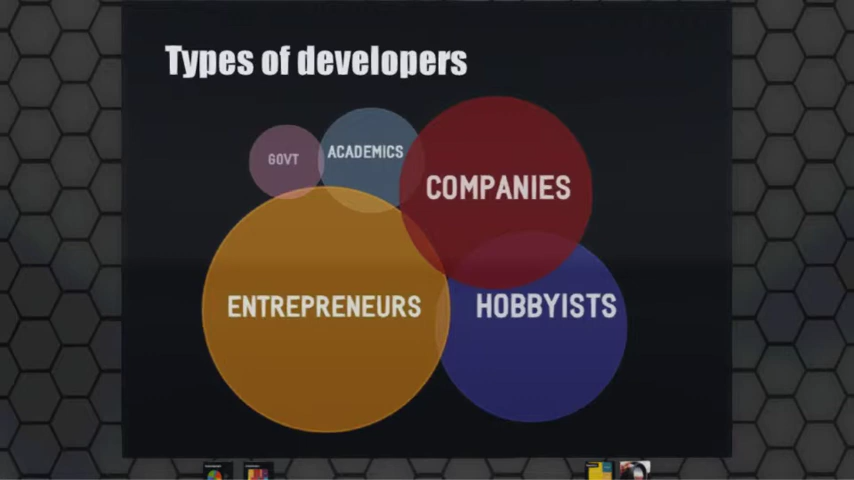 Types of developers
GOVT
ACADEMICS
COMPANIES
ENTREPRENEURS
HOBBYISTS